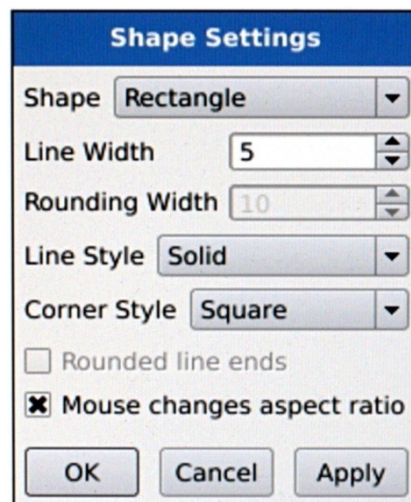 Shape Settings
Shape Rectangle
Line Width 5
Rounding Width 10
Line Style Solid
Corner Style Square
Rounded line ends
Mouse changes aspect ratio
OK Cancel Apply